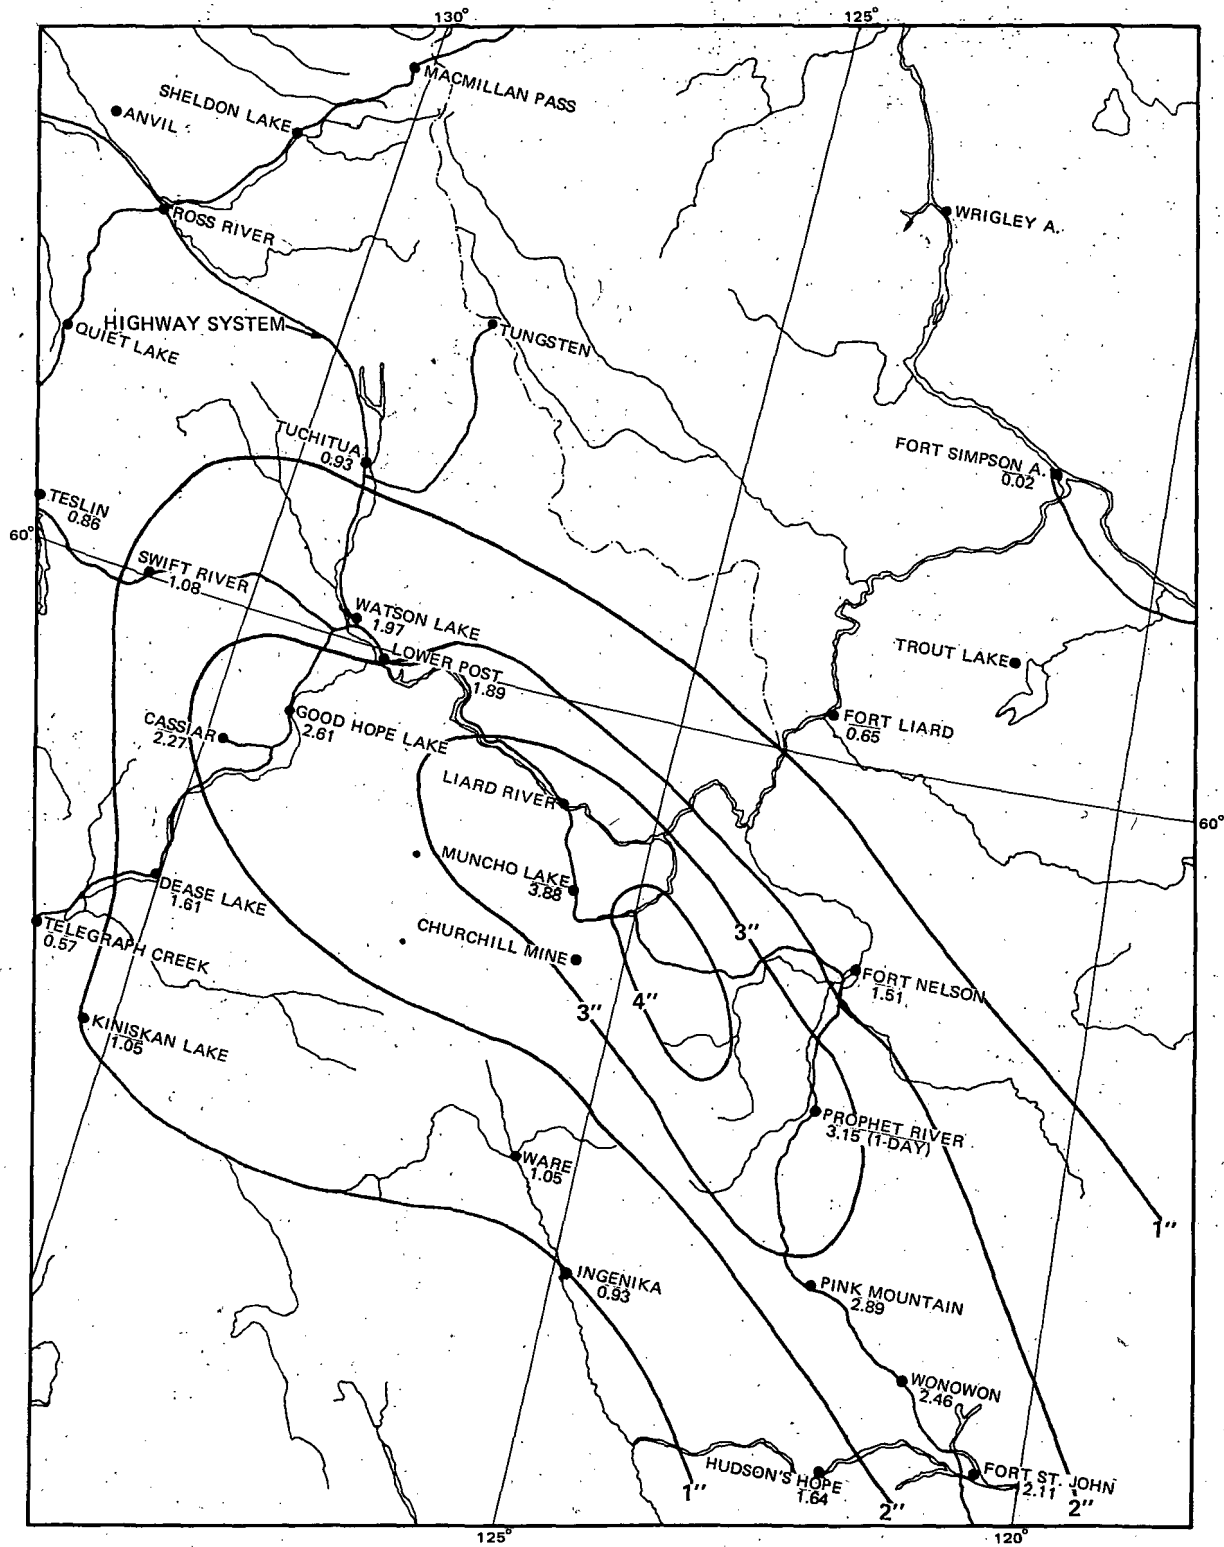 130°
125°
MACMILLAN PASS
SHELDON LAKE
ANVIL
ROSS RIVER
WRIGLEY A.
HIGHWAY SYSTEM
QUIET LAKE
TUNGSTEN
TUCHITUA
0.93
FORT SIMPSON A.
0.02
TESLIN
0.86
60°
SWIFT RIVER
1.08
WATSON LAKE
1.97
LOWER POST
1.89
TROUT LAKE
GOOD HOPE LAKE
2.61
CASSIAR
2.27
FORT LIARD
0.65
LIARD RIVER
60°
MUNCHO LAKE
3.88
DEASE LAKE
1.61
TELEGRAPH CREEK
0.57
CHURCHILL MINE
3"
FORT NELSON
1.51
4"
3"
KINISKAN LAKE
1.05
PROPHET RIVER
3.15 (1-DAY)
WARE
1.05
1"
INGENIKA
0.93
PINK MOUNTAIN
2.89
WONOWON
2.46
HUDSON'S HOPE
1.64
FORT ST. JOHN
2.11
1"
2"
2"
125°
120°